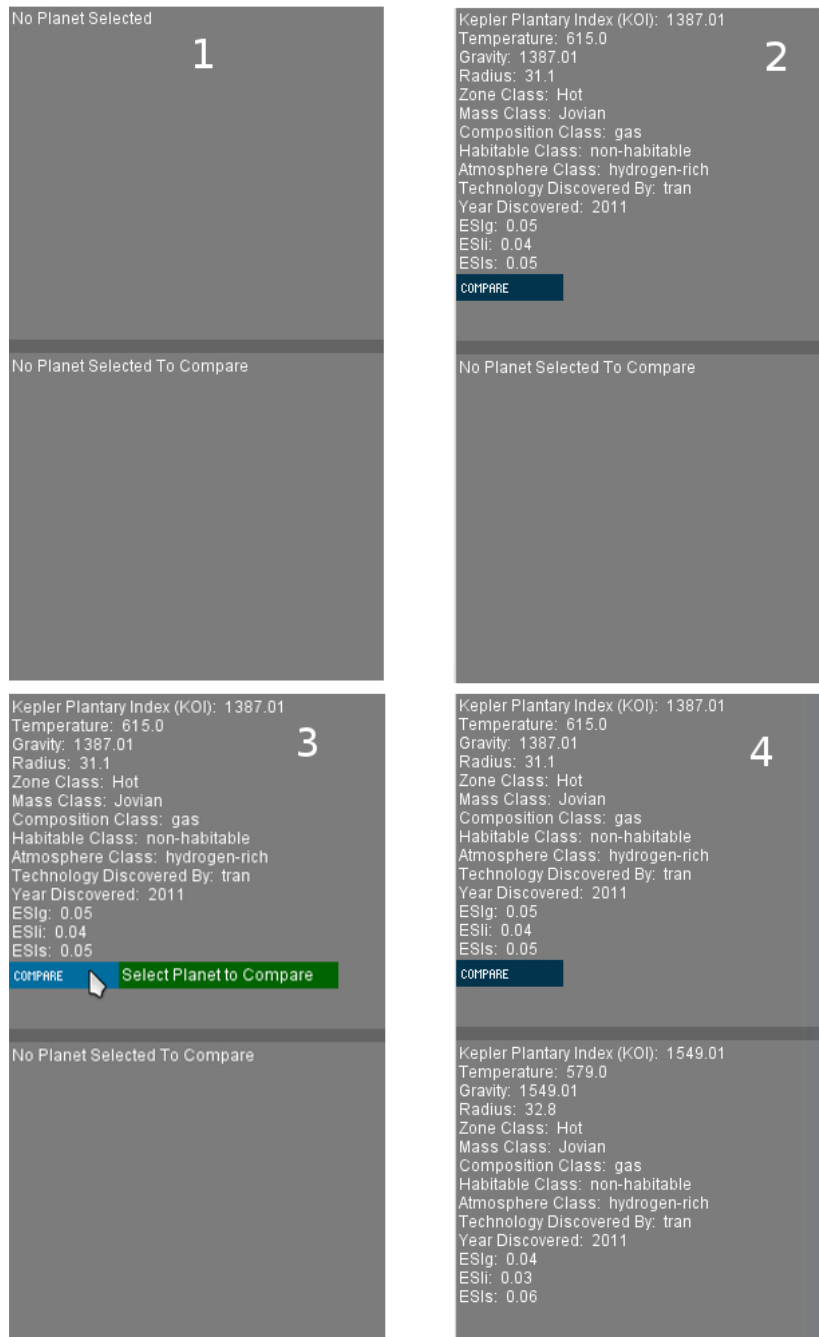 No Planet Selected
1
No Planet Selected To Compare
Kepler Plantary Index (KOI): 1387.01
Temperature: 615.0
2
Gravity: 1387.01
Radius: 31.1
Zone Class: Hot
Mass Class: Jovian
Composition Class: gas
Habitable Class: non-habitable
Atmosphere Class: hydrogen-rich
Technology Discovered By: tran
Year Discovered: 2011
ESIg: 0.05
ESIi: 0.04
ESIs: 0.05
COMPARE
No Planet Selected To Compare
Kepler Plantary Index (KOI): 1387.01
Temperature: 615.0
3
Gravity: 1387.01
Radius: 31.1
Zone Class: Hot
Mass Class: Jovian
Composition Class: gas
Habitable Class: non-habitable
Atmosphere Class: hydrogen-rich
Technology Discovered By: tran
Year Discovered: 2011
ESIg: 0.05
ESIi: 0.04
ESIs: 0.05
COMPARE Select Planet to Compare
No Planet Selected To Compare
Kepler Plantary Index (KOI): 1387.01
Temperature: 615.0
Gravity: 1387.01
4
Radius: 31.1
Zone Class: Hot
Mass Class: Jovian
Composition Class: gas
Habitable Class: non-habitable
Atmosphere Class: hydrogen-rich
Technology Discovered By: tran
Year Discovered: 2011
ESIg: 0.05
ESIi: 0.04
ESIs: 0.05
COMPARE
Kepler Plantary Index (KOI): 1549.01
Temperature: 579.0
Gravity: 1549.01
Radius: 32.8
Zone Class: Hot
Mass Class: Jovian
Composition Class: gas
Habitable Class: non-habitable
Atmosphere Class: hydrogen-rich
Technology Discovered By: tran
Year Discovered: 2011
ESIg: 0.04
ESIi: 0.03
ESIs: 0.06